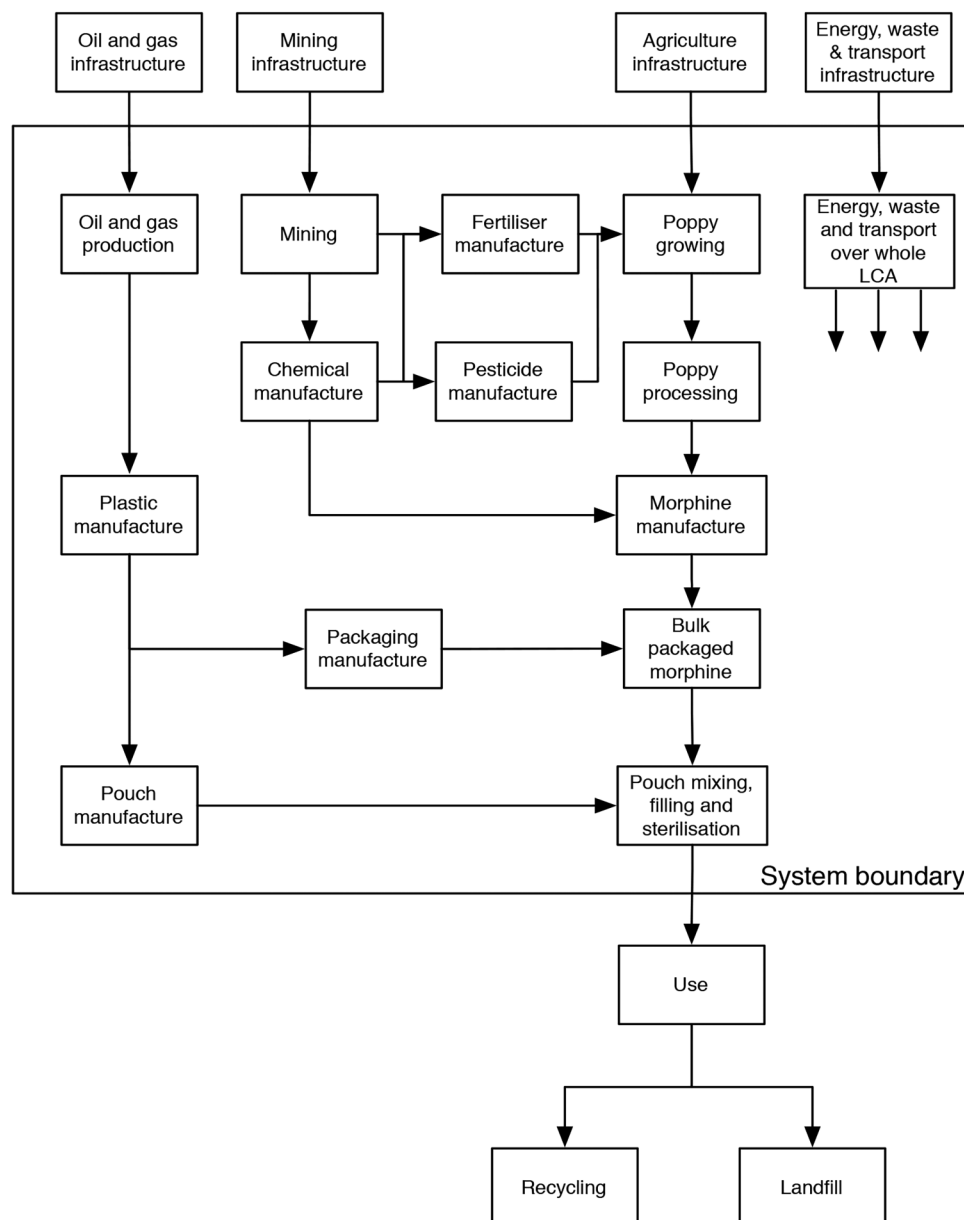 Oil and gas
infrastructure
Mining
infrastructure
Agriculture
infrastructure
Energy, waste
& transport
infrastructure
Oil and gas
production
Mining
Fertiliser
manufacture
Poppy
growing
Energy, waste
and transport
over whole
LCA
Chemical
manufacture
Pesticide
manufacture
Poppy
processing
Plastic
manufacture
Morphine
manufacture
Packaging
manufacture
Bulk
packaged
morphine
Pouch
manufacture
Pouch mixing,
filling and
sterilisation
System boundary
Use
Recycling
Landfill